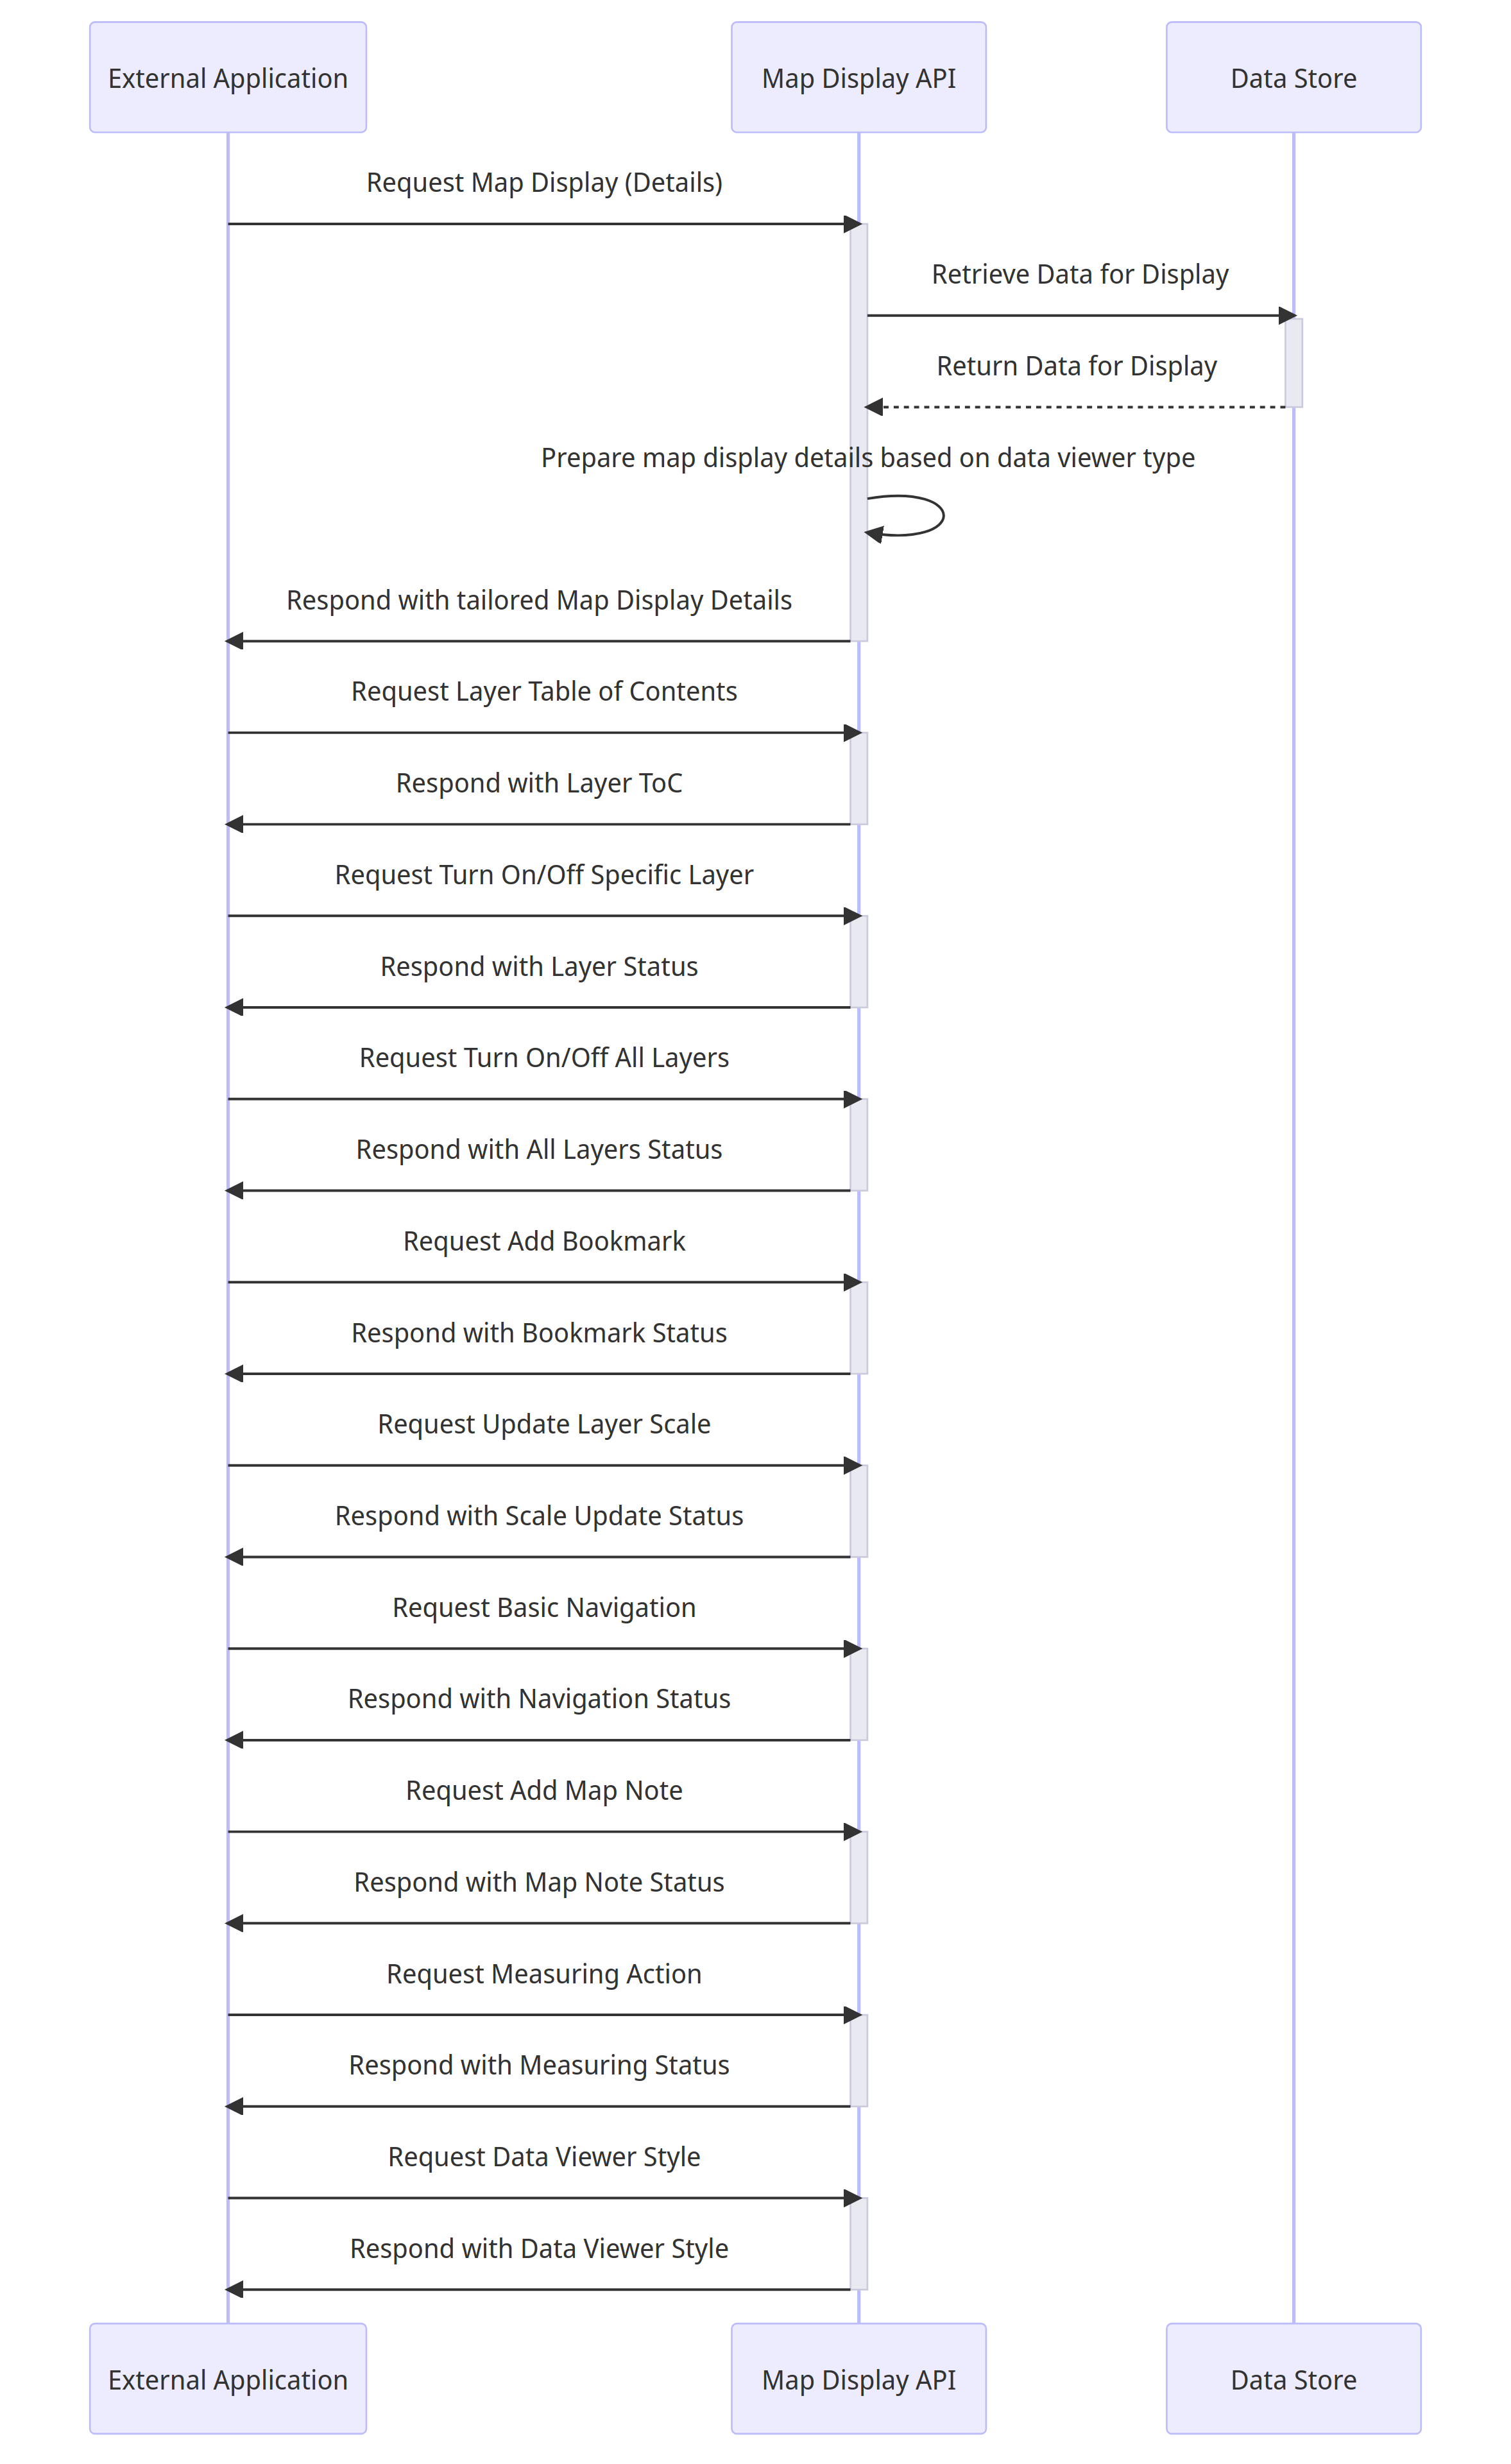 External Application
Map Display API
Data Store
Request Map Display (Details)
Retrieve Data for Display
Return Data for Display
Prepare map display details based on data viewer type
Respond with tailored Map Display Details
Request Layer Table of Contents
Respond with Layer ToC
Request Turn On/Off Specific Layer
Respond with Layer Status
Request Turn On/Off All Layers
Respond with All Layers Status
Request Add Bookmark
Respond with Bookmark Status
Request Update Layer Scale
Respond with Scale Update Status
Request Basic Navigation
Respond with Navigation Status
Request Add Map Note
Respond with Map Note Status
Request Measuring Action
Respond with Measuring Status
Request Data Viewer Style
Respond with Data Viewer Style
External Application
Map Display API
Data Store